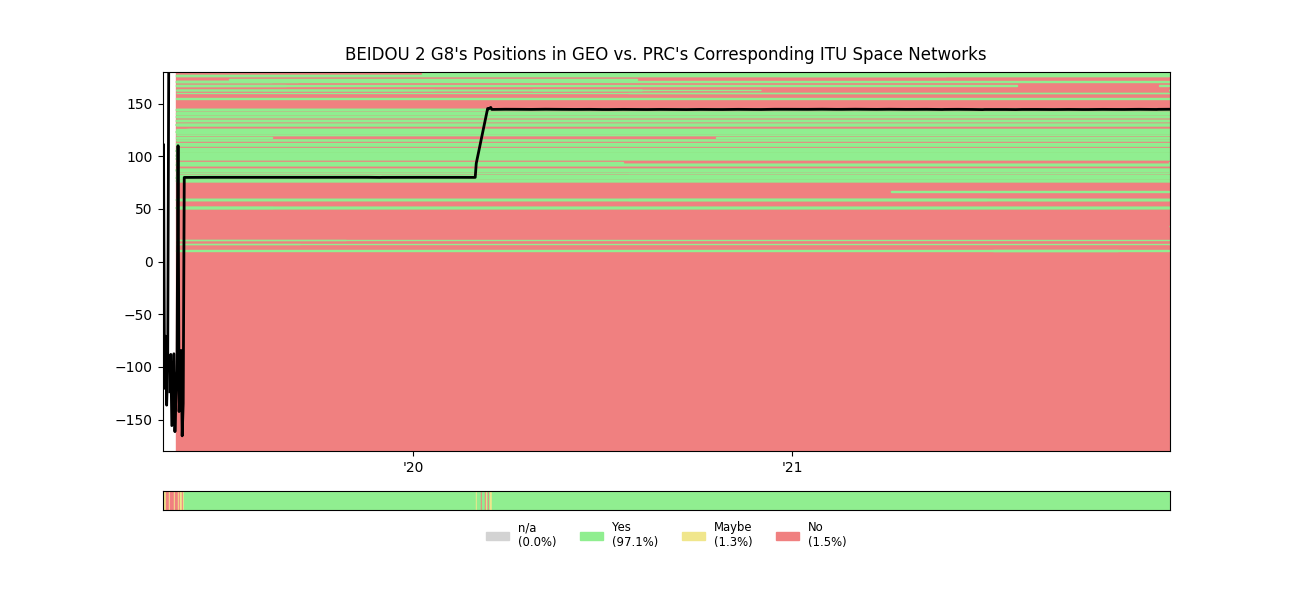 BEIDOU 2 G8's Positions in GEO vs. PRC's Corresponding ITU Space Networks
150
100
50
0
−50
−100
−150
'20
'21
n/a
(0.0%)
Yes
(97.1%)
Maybe
(1.3%)
No
(1.5%)